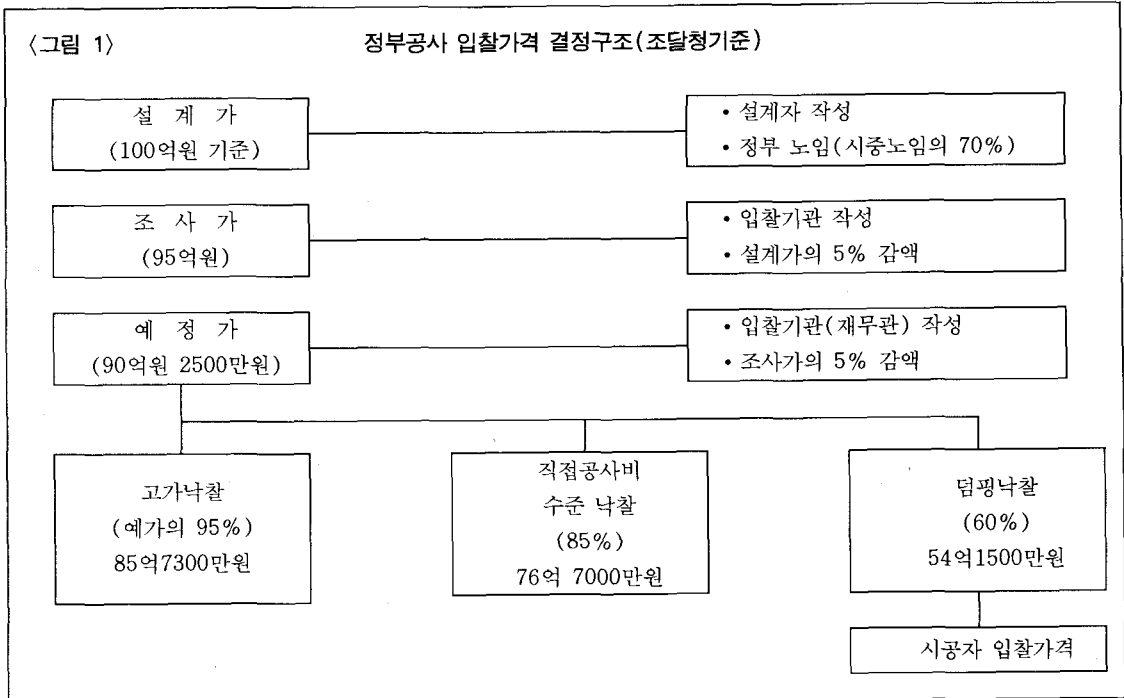 〈그림 1〉 정부공사 입찰가격 결정구조(조달청기준)
설 계 가
(100억원 기준)
• 설계자 작성
• 정부 노임(시중노임의 70%)
조 사 가
(95억원)
• 입찰기관 작성
• 설계가의 5% 감액
예 정 가
(90억원 2500만원)
• 입찰기관(재무관) 작성
• 조사가의 5% 감액
고가낙찰
(예가의 95%)
85억7300만원
직접공사비
수준 낙찰
(85%)
76억 7000만원
덤핑낙찰
(60%)
54억1500만원
시공자 입찰가격